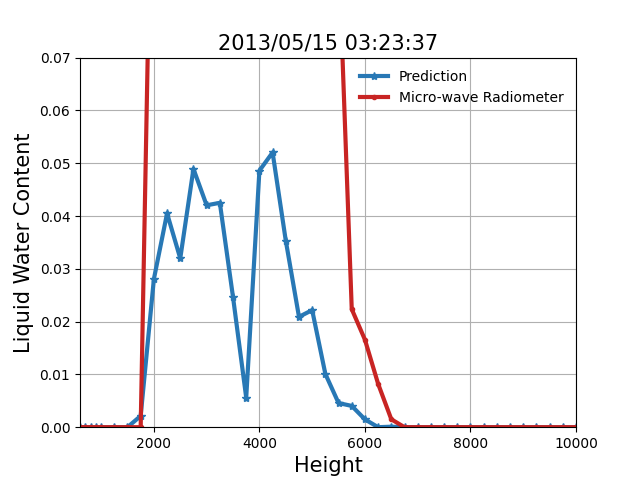 2013/05/15 03:23:37
0.07
0.06
0.05
0.04
0.03
0.02
0.01
0.00
Liquid Water Content
Prediction
Micro-wave Radiometer
2000 4000 6000 8000 10000
Height